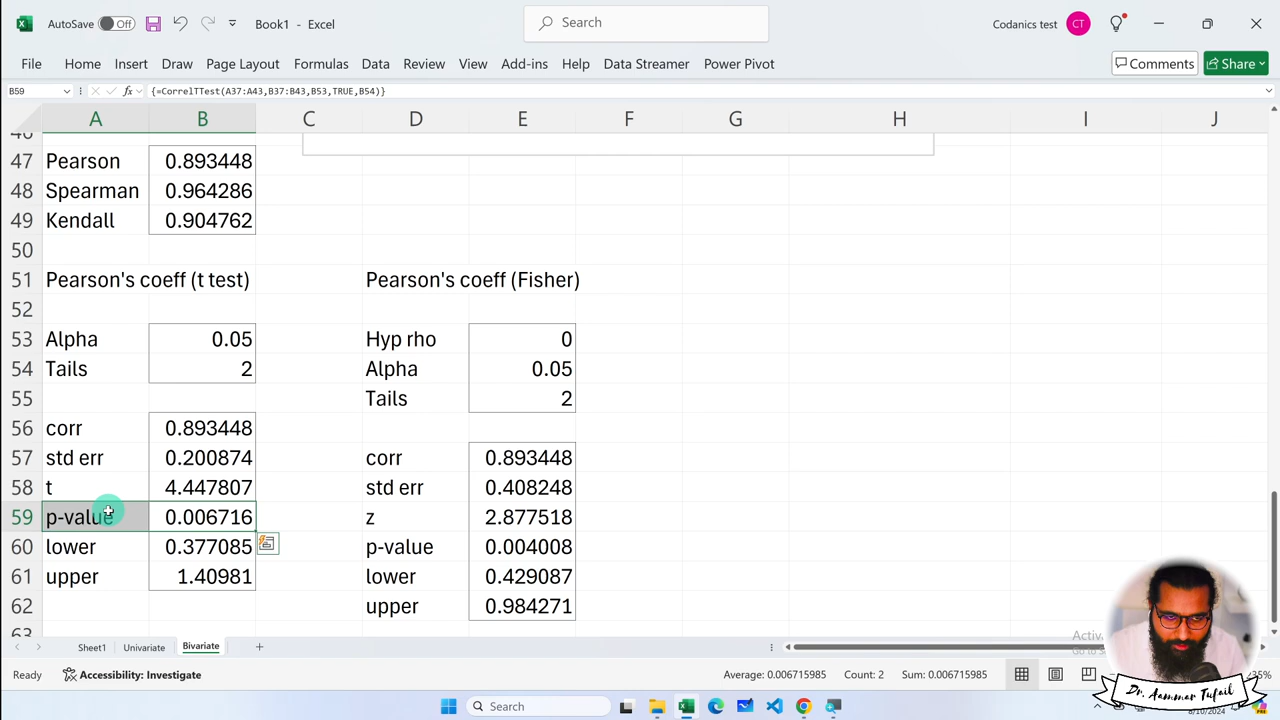 AutoSave Off Book1 - Excel Search Codanics test CT
File Home Insert Draw Page Layout Formulas Data Review View Add-ins Help Data Streamer Power Pivot Comments Share
B59 fx {=CorrelTTest(A37:A43,B37:B43,B53,TRUE,B54)}
A B C D E F G H I J
47 Pearson 0.893448
48 Spearman 0.964286
49 Kendall 0.904762
50
51 Pearson's coeff (t test) Pearson's coeff (Fisher)
52
53 Alpha 0.05 Hyp rho 0
54 Tails 2 Alpha 0.05
55 Tails 2
56 corr 0.893448
57 std err 0.200874 corr 0.893448
58 t 4.447807 std err 0.408248
59 p-value 0.006716 z 2.877518
60 lower 0.377085 p-value 0.004008
61 upper 1.40981 lower 0.429087
62 upper 0.984271
63
Sheet1 Univariate Bivariate
Ready Accessibility: Investigate Average: 0.006715985 Count: 2 Sum: 0.006715985
Search
Dr. Aammar Tufail